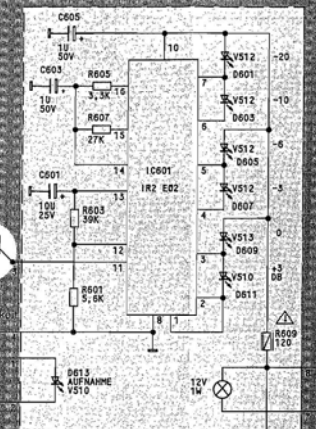 C605
1U
50V
10
V512
-20
7
D601
C603
1U
50V
R605
3,3K
16
V512
-10
6
D603
R607
27K
15
V512
-6
14
5
D605
IC601
IR2 E02
C601
10U
25V
13
V512
-3
4
D607
R603
39K
V513
0
12
3
D609
11
V510
+3
DB
2
D611
R601
5,6K
8
1
R609
120
D613
AUFNAHME
V510
12V
1W